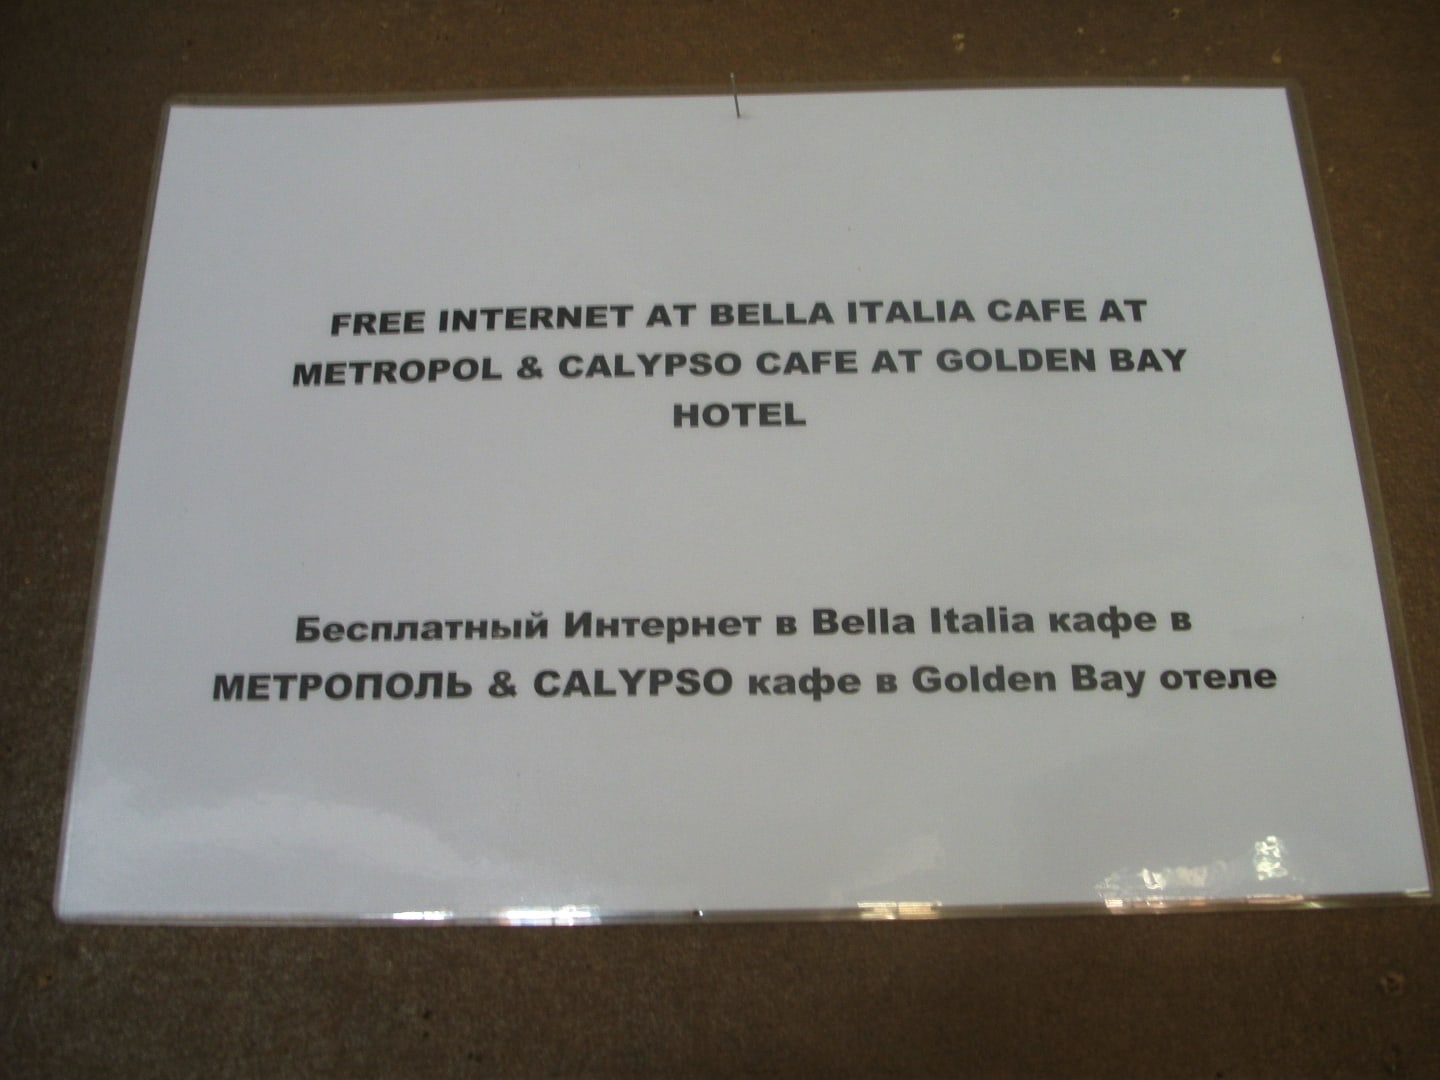 FREE INTERNET AT BELLA ITALIA CAFE AT
METROPOL & CALYPSO CAFE AT GOLDEN BAY
HOTEL
Бесплатный Интернет в Bella Italia кафе в
МЕТРОПОЛЬ & CALYPSO кафе в Golden Bay отеле